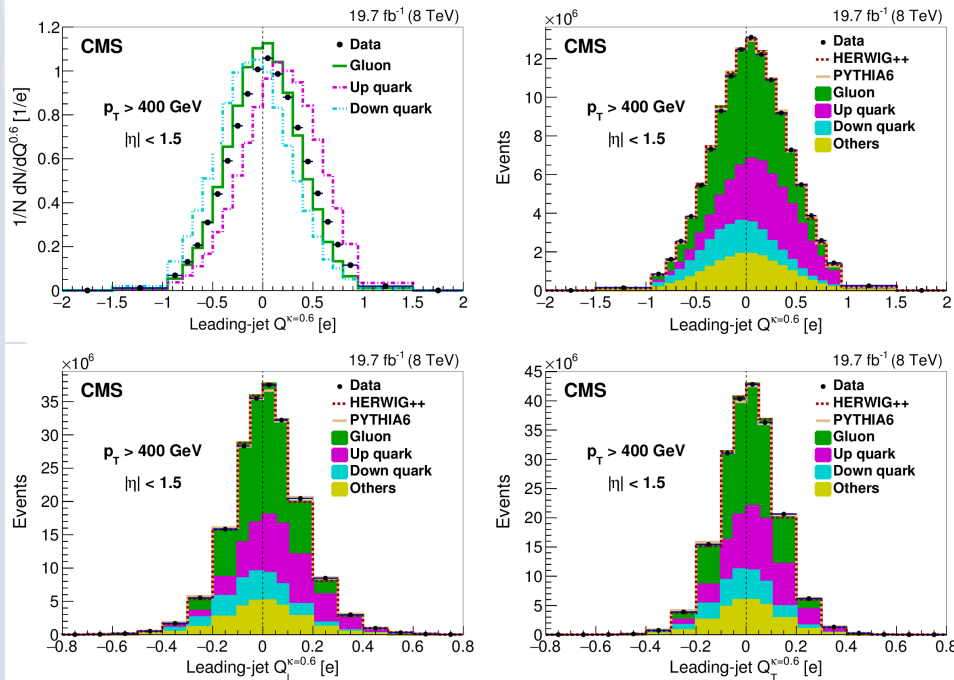 19.7 fb⁻¹ (8 TeV)
CMS
Data
Gluon
Up quark
Down quark
p_T > 400 GeV
|η| < 1.5
1/N dN/dQ^0.6 [1/e]
1.2
1
0.8
0.6
0.4
0.2
0
−2 −1.5 −1 −0.5 0 0.5 1 1.5 2
Leading-jet Q^κ=0.6 [e]
×10⁶
19.7 fb⁻¹ (8 TeV)
CMS
Data
HERWIG++
PYTHIA6
Gluon
Up quark
Down quark
Others
p_T > 400 GeV
|η| < 1.5
Events
12
10
8
6
4
2
0
−2 −1.5 −1 −0.5 0 0.5 1 1.5 2
Leading-jet Q^κ=0.6 [e]
×10⁶
19.7 fb⁻¹ (8 TeV)
CMS
Data
HERWIG++
PYTHIA6
Gluon
Up quark
Down quark
Others
p_T > 400 GeV
|η| < 1.5
Events
35
30
25
20
15
10
5
0
−0.8 −0.6 −0.4 −0.2 0 0.2 0.4 0.6 0.8
Leading-jet Q_L^κ=0.6 [e]
×10⁶
19.7 fb⁻¹ (8 TeV)
CMS
Data
HERWIG++
PYTHIA6
Gluon
Up quark
Down quark
Others
p_T > 400 GeV
|η| < 1.5
Events
45
40
35
30
25
20
15
10
5
0
−0.8 −0.6 −0.4 −0.2 0 0.2 0.4 0.6 0.8
Leading-jet Q_T^κ=0.6 [e]